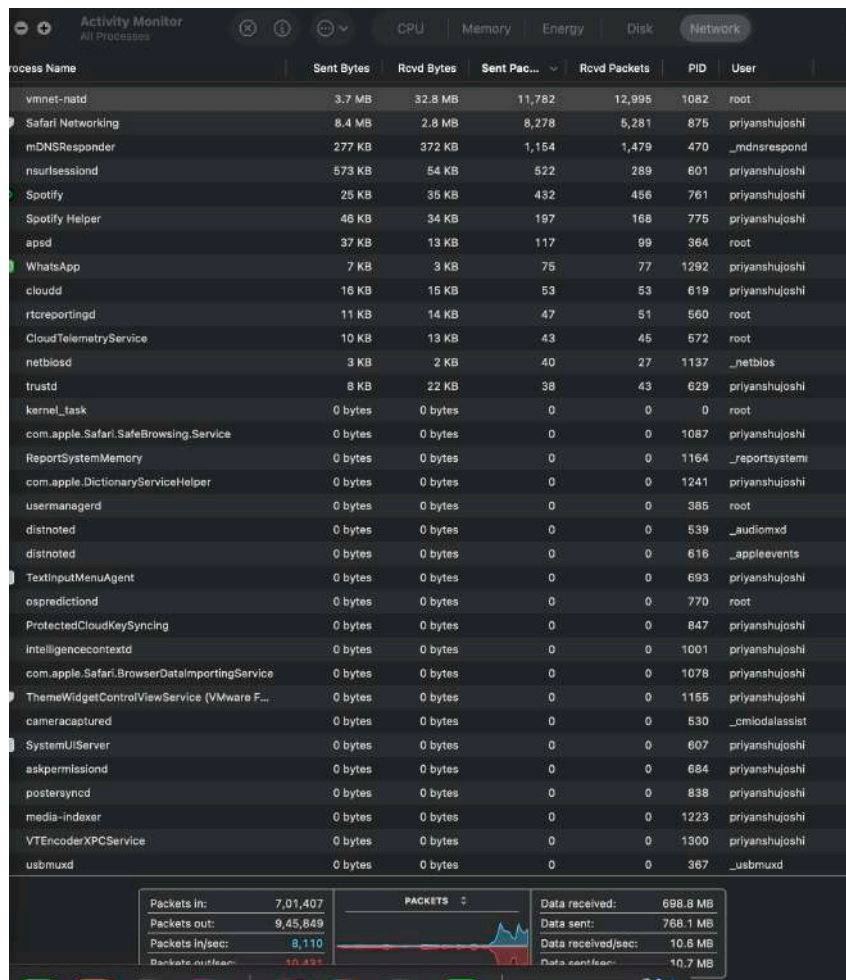 Activity Monitor
All Processes
CPU Memory Energy Disk Network
ocess Name Sent Bytes Rcvd Bytes Sent Pac... Rcvd Packets PID User
vmnet-natd 3.7 MB 32.8 MB 11,782 12,995 1082 root
Safari Networking 8.4 MB 2.8 MB 8,278 5,281 875 priyanshujoshi
mDNSResponder 277 KB 372 KB 1,154 1,479 470 _mdnsrespond
nsurlsessiond 573 KB 54 KB 522 289 601 priyanshujoshi
Spotify 25 KB 35 KB 432 456 761 priyanshujoshi
Spotify Helper 46 KB 34 KB 197 168 775 priyanshujoshi
apsd 37 KB 13 KB 117 99 364 root
WhatsApp 7 KB 3 KB 75 77 1292 priyanshujoshi
cloudd 16 KB 15 KB 53 53 619 priyanshujoshi
rtcreportingd 11 KB 14 KB 47 51 560 root
CloudTelemetryService 10 KB 13 KB 43 45 572 root
netbiosd 3 KB 2 KB 40 27 1137 _netbios
trustd 8 KB 22 KB 38 43 629 priyanshujoshi
kernel_task 0 bytes 0 bytes 0 0 0 root
com.apple.Safari.SafeBrowsing.Service 0 bytes 0 bytes 0 0 1087 priyanshujoshi
ReportSystemMemory 0 bytes 0 bytes 0 0 1164 _reportsystem
com.apple.DictionaryServiceHelper 0 bytes 0 bytes 0 0 1241 priyanshujoshi
usermanagerd 0 bytes 0 bytes 0 0 385 root
distnoted 0 bytes 0 bytes 0 0 539 _audiomxd
distnoted 0 bytes 0 bytes 0 0 616 _appleevents
TextInputMenuAgent 0 bytes 0 bytes 0 0 693 priyanshujoshi
ospredictiond 0 bytes 0 bytes 0 0 770 root
ProtectedCloudKeySyncing 0 bytes 0 bytes 0 0 847 priyanshujoshi
intelligencecontextd 0 bytes 0 bytes 0 0 1001 priyanshujoshi
com.apple.Safari.BrowserDataImportingService 0 bytes 0 bytes 0 0 1078 priyanshujoshi
ThemeWidgetControlViewService (VMware F... 0 bytes 0 bytes 0 0 1155 priyanshujoshi
cameracaptured 0 bytes 0 bytes 0 0 530 _cmiodalassist
SystemUIServer 0 bytes 0 bytes 0 0 607 priyanshujoshi
askpermissiond 0 bytes 0 bytes 0 0 684 priyanshujoshi
postersyncd 0 bytes 0 bytes 0 0 838 priyanshujoshi
media-indexer 0 bytes 0 bytes 0 0 1223 priyanshujoshi
VTEncoderXPCService 0 bytes 0 bytes 0 0 1300 priyanshujoshi
usbmuxd 0 bytes 0 bytes 0 0 367 _usbmuxd
Packets in: 7,01,407 PACKETS Data received: 698.8 MB
Packets out: 9,45,849 Data sent: 768.1 MB
Packets in/sec: 8,110 Data received/sec: 10.6 MB
Packets out/sec: 10,431 Data sent/sec: 10.7 MB